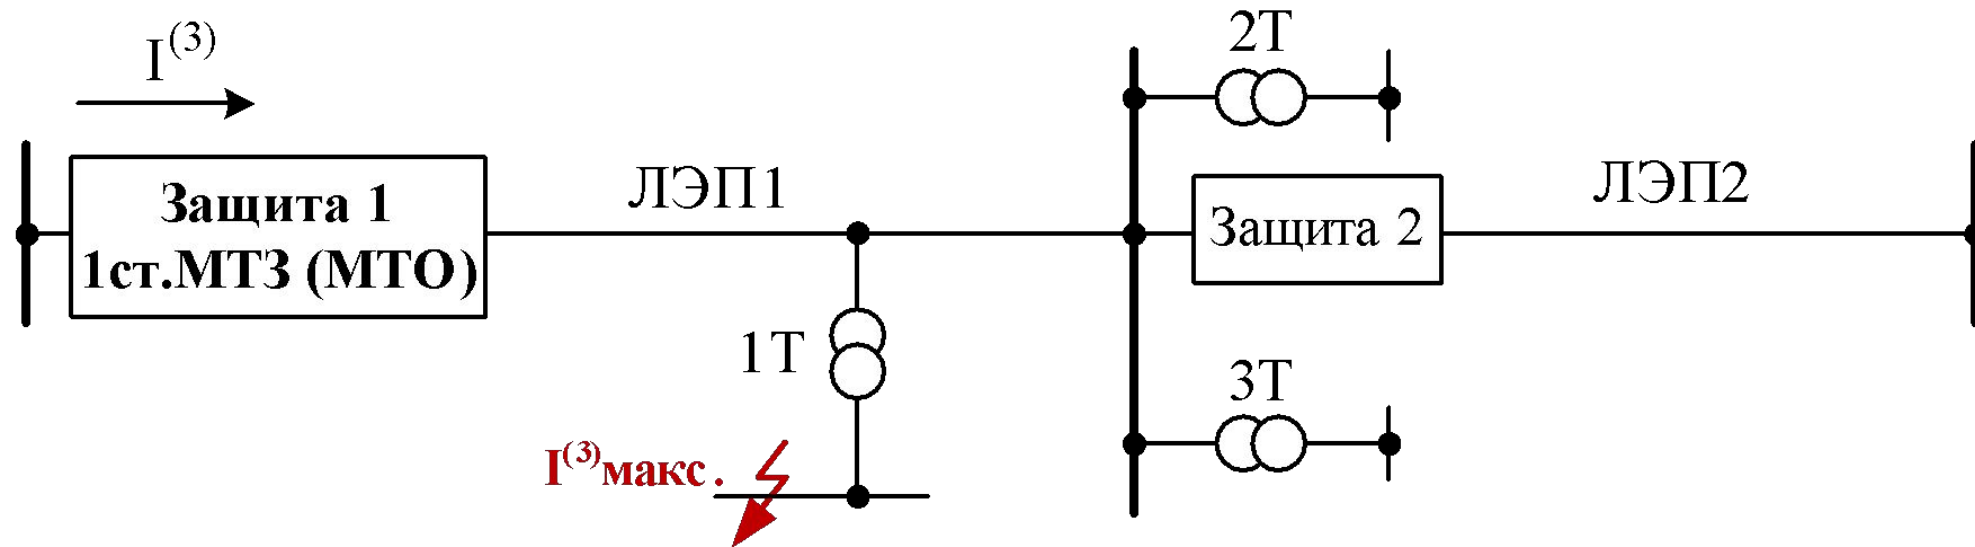 I(3)
2Т
Защита 1
1ст.МТЗ (МТО)
ЛЭП1
Защита 2
ЛЭП2
1Т
3Т
I(3)макс.